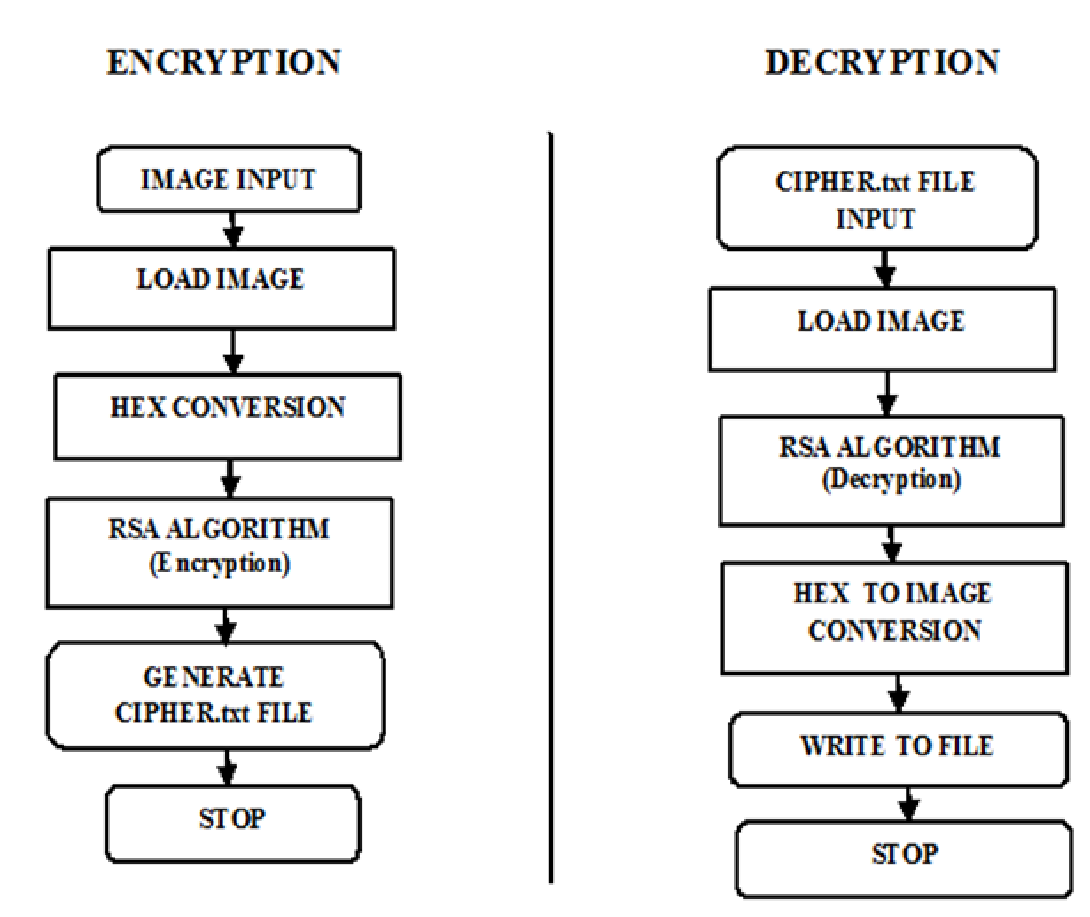 ENCRYPTION
IMAGE INPUT
LOAD IMAGE
HEX CONVERSION
RSA ALGORITHM
(Encryption)
GENERATE
CIPHER.txt FILE
STOP
DECRYPTION
CIPHER.txt FILE
INPUT
LOAD IMAGE
RSA ALGORITHM
(Decryption)
HEX TO IMAGE
CONVERSION
WRITE TO FILE
STOP